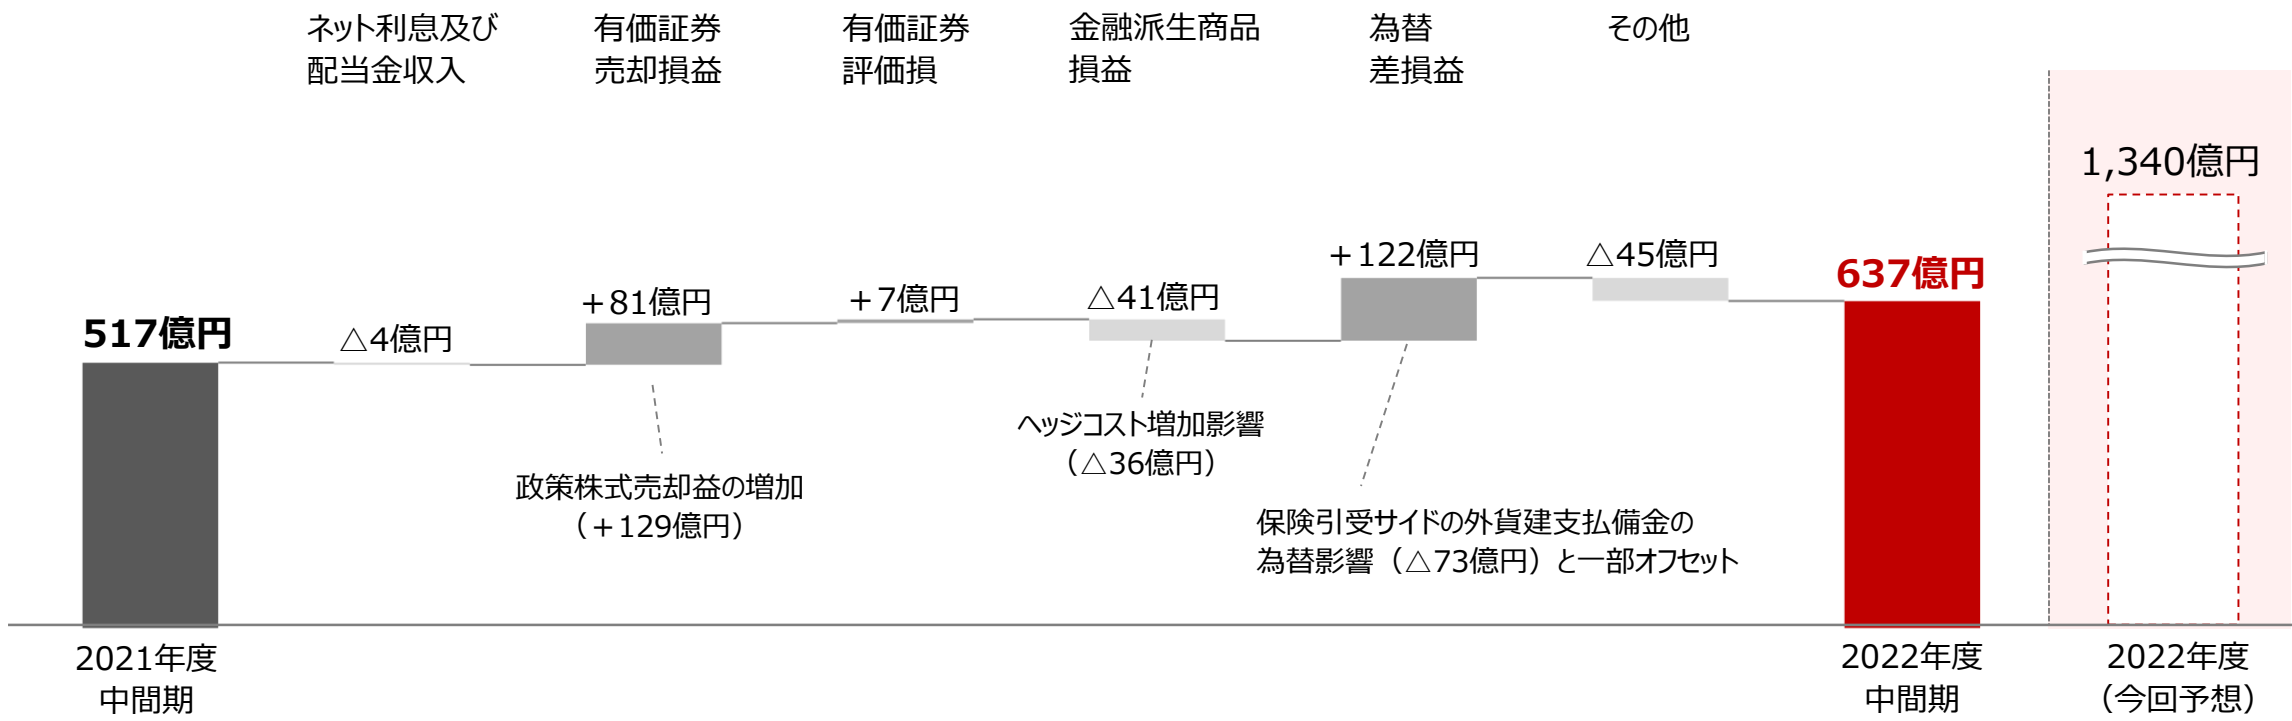 ネット利息及び
配当金収入
有価証券
売却損益
有価証券
評価損
金融派生商品
損益
為替
差損益
その他
517億円
△4億円
+81億円
+7億円
△41億円
+122億円
△45億円
637億円
1,340億円
政策株式売却益の増加
（+129億円）
ヘッジコスト増加影響
（△36億円）
保険引受サイドの外貨建支払備金の
為替影響（△73億円）と一部オフセット
2021年度
中間期
2022年度
中間期
2022年度
（今回予想）